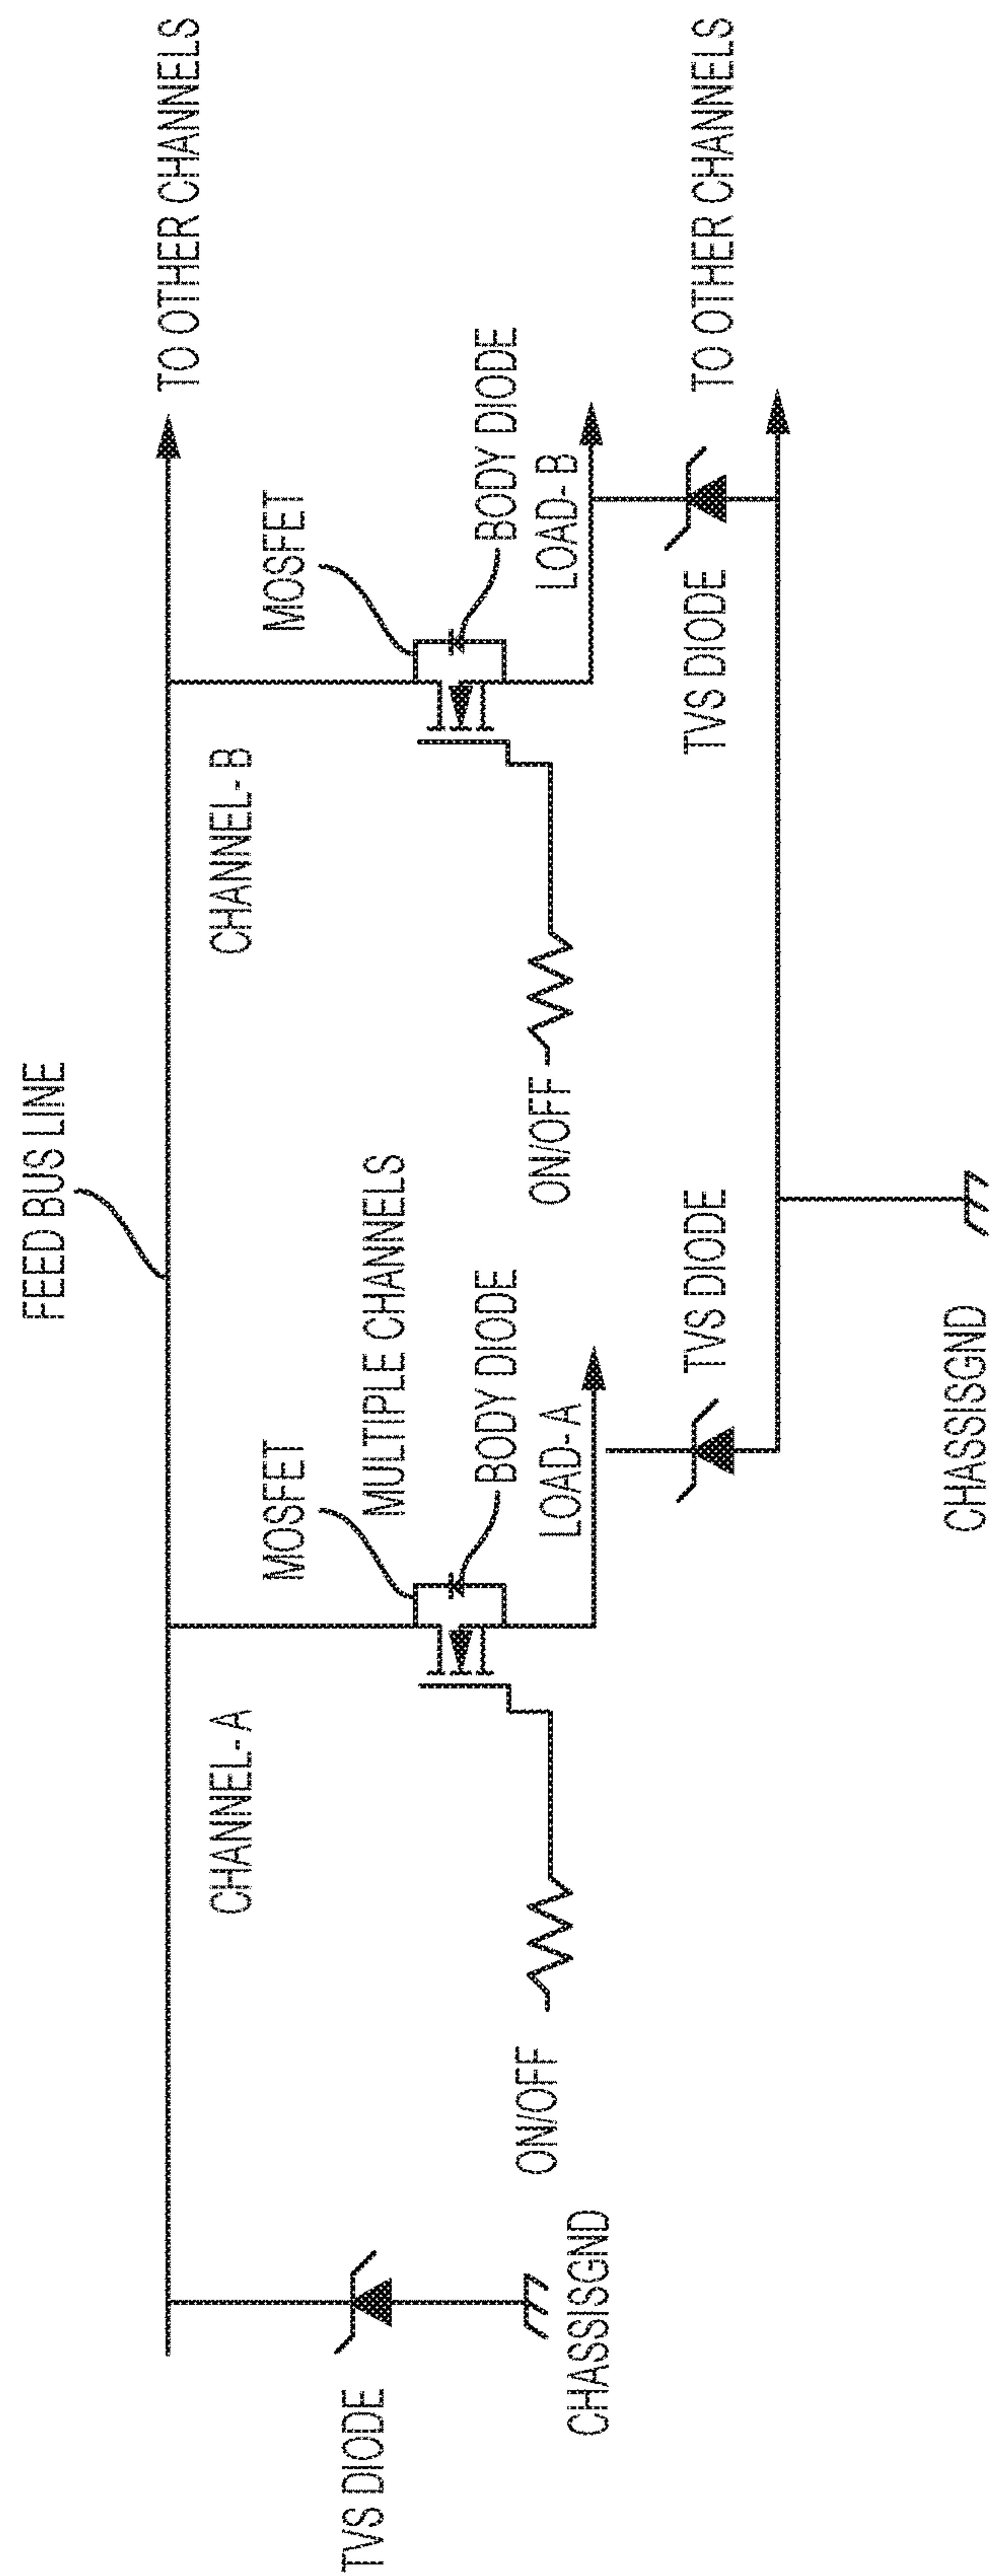 FEED BUS LINE
TO OTHER CHANNELS
CHANNEL-A
CHANNEL-B
MOSFET
MOSFET
MULTIPLE CHANNELS
TVS DIODE
BODY DIODE
BODY DIODE
ON/OFF
LOAD-A
ON/OFF
LOAD-B
CHASSISGND
TVS DIODE
TVS DIODE
TO OTHER CHANNELS
CHASSISGND